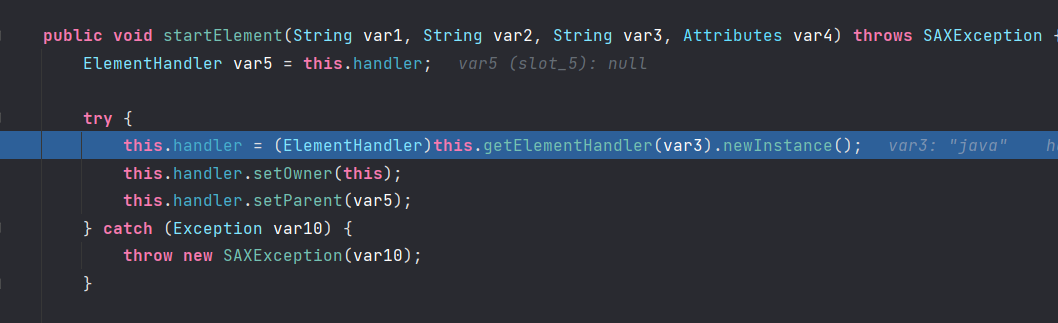 public void startElement(String var1, String var2, String var3, Attributes var4) throws SAXException {
ElementHandler var5 = this.handler; var5 (slot_5): null
try {
this.handler = (ElementHandler)this.getElementHandler(var3).newInstance(); var3: "java"
this.handler.setOwner(this);
this.handler.setParent(var5);
} catch (Exception var10) {
throw new SAXException(var10);
}